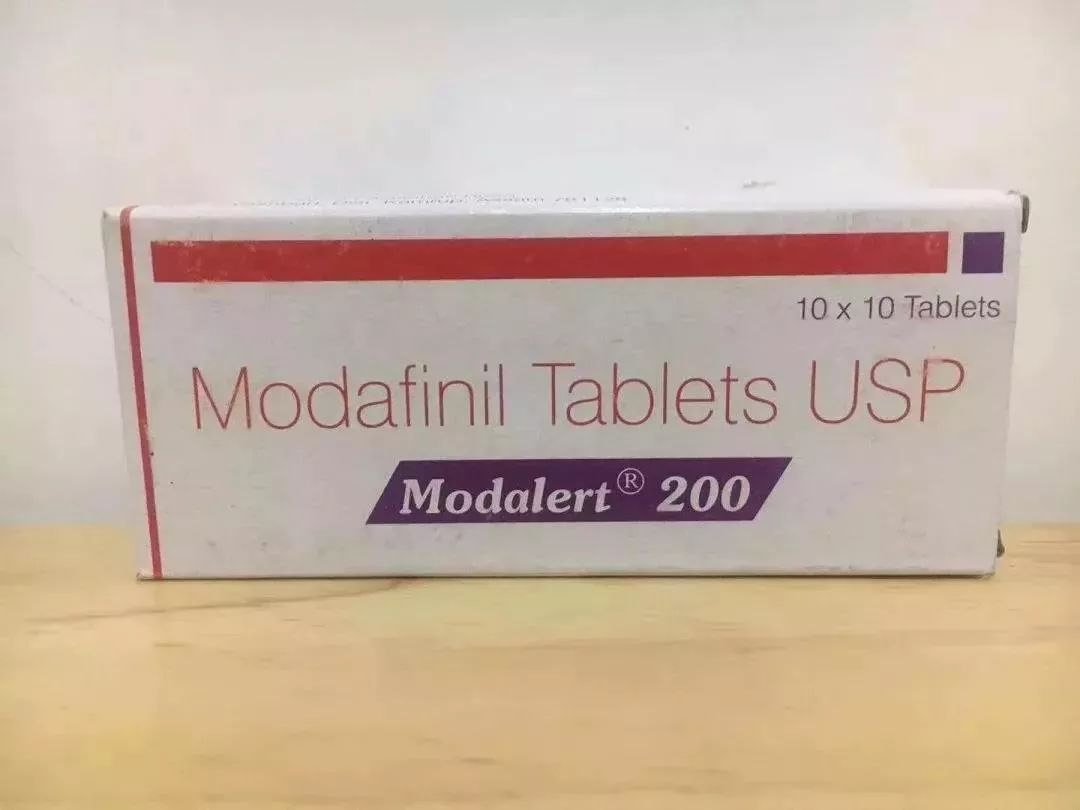 10 x 10 Tablets
Modafinil Tablets USP
Modalert® 200